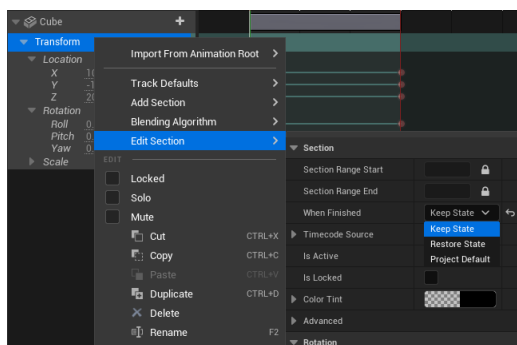 Cube +
Transform
Location
X
Y
Z
Rotation
Roll
Pitch
Yaw
Scale
Import From Animation Root
Track Defaults
Add Section
Blending Algorithm
Edit Section
EDIT
Locked
Solo
Mute
Cut CTRL+X
Copy CTRL+C
Paste CTRL+V
Duplicate CTRL+D
Delete
Rename F2
Section
Section Range Start
Section Range End
When Finished Keep State
Keep State
Restore State
Project Default
Timecode Source
Is Active
Is Locked
Color Tint
Advanced
Rotation